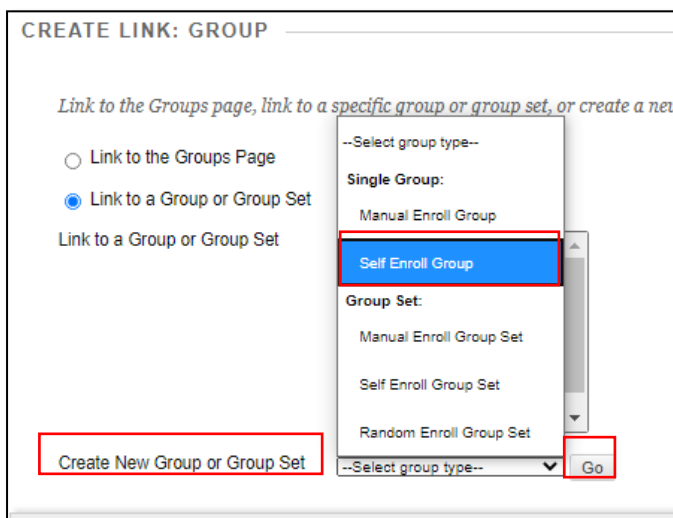 CREATE LINK: GROUP
Link to the Groups page, link to a specific group or group set, or create a new
Link to the Groups Page
Link to a Group or Group Set
Link to a Group or Group Set
--Select group type--
Single Group:
Manual Enroll Group
Self Enroll Group
Group Set:
Manual Enroll Group Set
Self Enroll Group Set
Random Enroll Group Set
Create New Group or Group Set
--Select group type--
Go